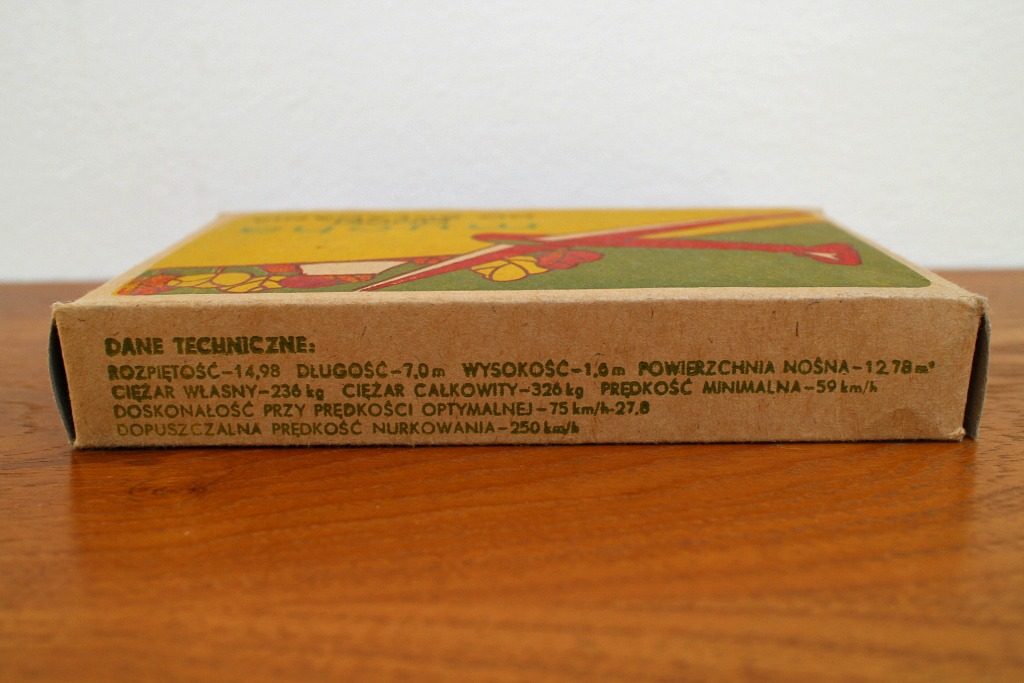 DANE TECHNICZNE:
ROZPIĘTOŚĆ-14,98 DŁUGOŚĆ-7,0m WYSOKOŚĆ-1,6m POWIERZCHNIA NOŚNA-12,78m²
CIĘŻAR WŁASNY-236kg CIĘŻAR CAŁKOWITY-326kg PRĘDKOŚĆ MINIMALNA-59km/h
DOSKONAŁOŚĆ PRZY PRĘDKOŚCI OPTYMALNEJ-75km/h-27,8
DOPUSZCZALNA PRĘDKOŚĆ NURKOWANIA-250km/h